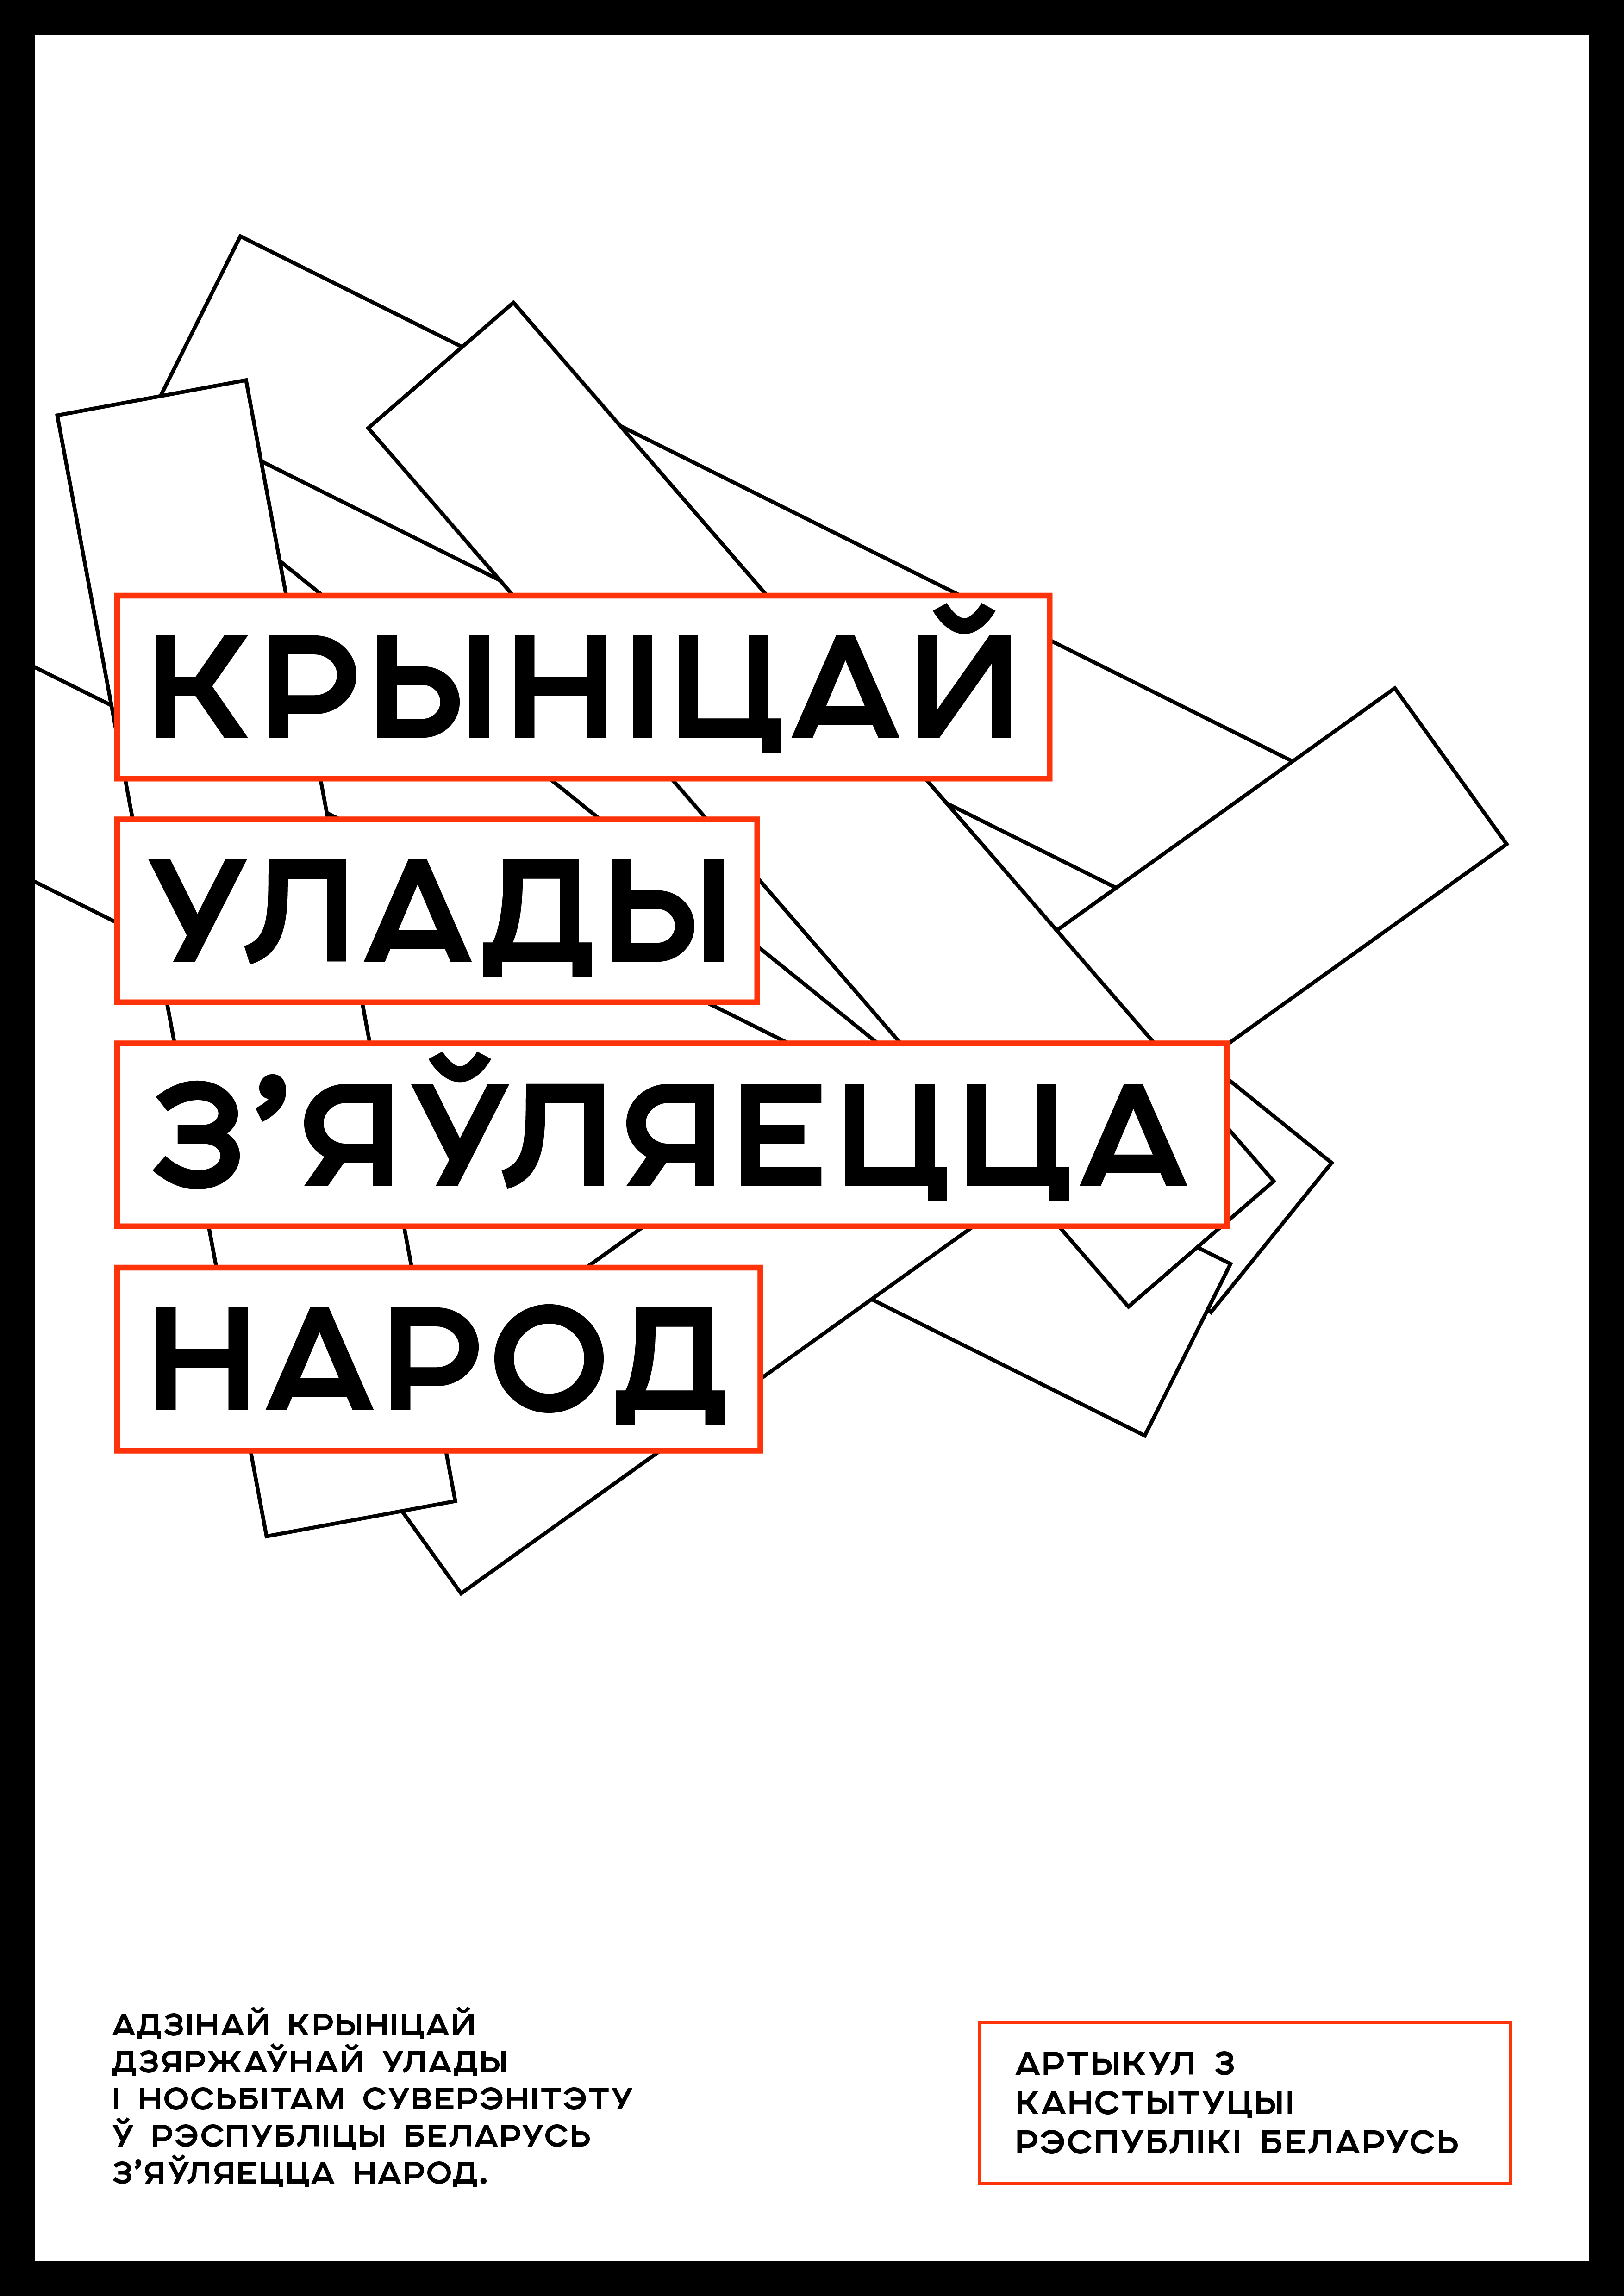 КРЫНІЦАЙ
УЛАДЫ
З’ЯЎЛЯЕЦЦА
НАРОД
АДЗІНАЙ КРЫНІЦАЙ
ДЗЯРЖАЎНАЙ УЛАДЫ
І НОСЬБІТАМ СУВЕРЭНІТЭТУ
Ў РЭСПУБЛІЦЫ БЕЛАРУСЬ
З’ЯЎЛЯЕЦЦА НАРОД.
АРТЫКУЛ 3
КАНСТЫТУЦЫІ
РЭСПУБЛІКІ БЕЛАРУСЬ